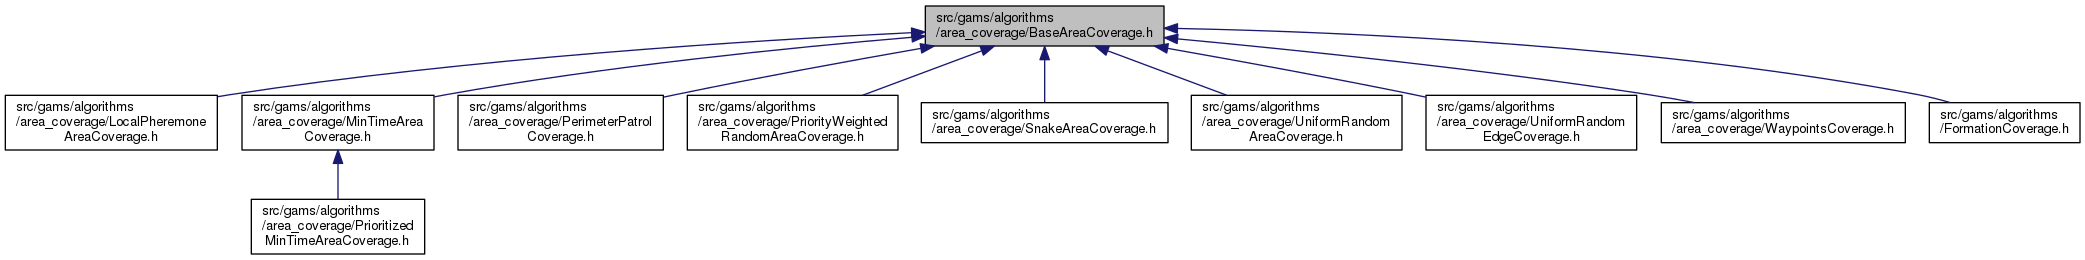 src/gams/algorithms
/area_coverage/BaseAreaCoverage.h
src/gams/algorithms
/area_coverage/LocalPheremone
AreaCoverage.h
src/gams/algorithms
/area_coverage/MinTimeArea
Coverage.h
src/gams/algorithms
/area_coverage/PerimeterPatrol
Coverage.h
src/gams/algorithms
/area_coverage/PriorityWeighted
RandomAreaCoverage.h
src/gams/algorithms
/area_coverage/SnakeAreaCoverage.h
src/gams/algorithms
/area_coverage/UniformRandom
AreaCoverage.h
src/gams/algorithms
/area_coverage/UniformRandom
EdgeCoverage.h
src/gams/algorithms
/area_coverage/WaypointsCoverage.h
src/gams/algorithms
/FormationCoverage.h
src/gams/algorithms
/area_coverage/Prioritized
MinTimeAreaCoverage.h